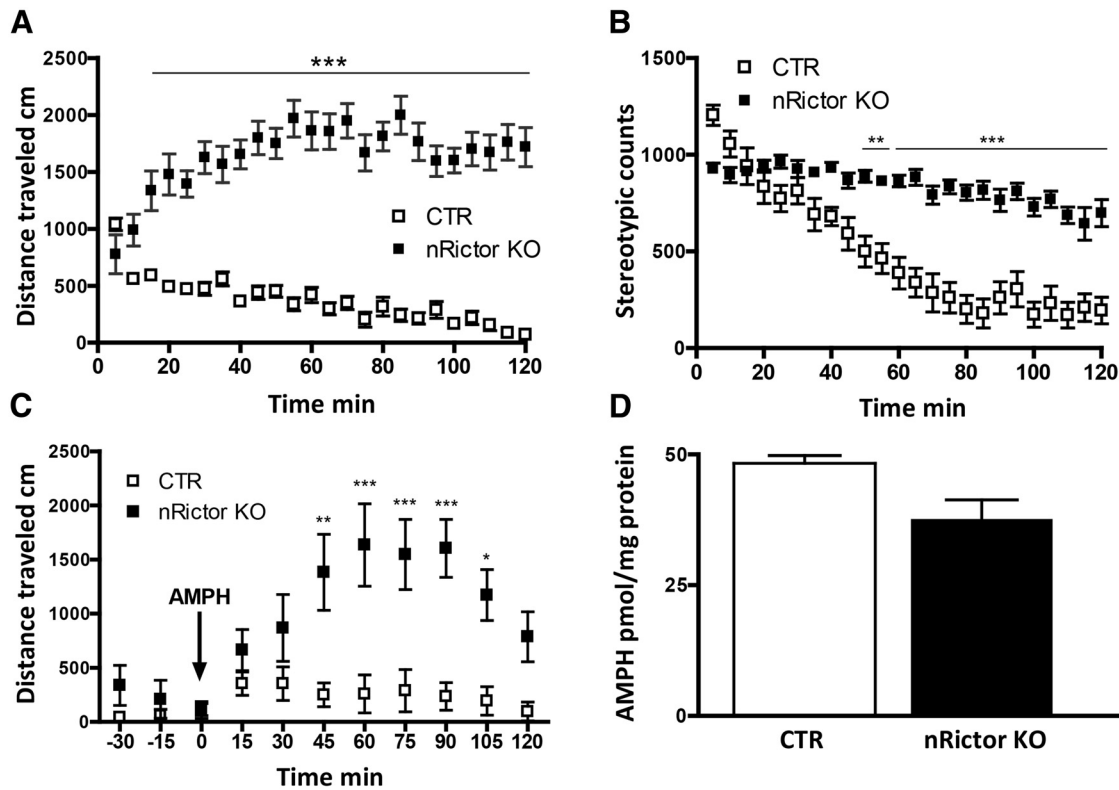 A
2500
2000
1500
1000
500
0
Distance traveled cm
***
CTR
nRictor KO
0 20 40 60 80 100 120
Time min
B
1500
1000
500
0
Stereotypic counts
CTR
nRictor KO
** ***
0 20 40 60 80 100 120
Time min
C
2500
2000
1500
1000
500
0
Distance traveled cm
CTR
nRictor KO
AMPH
** *** *** *** *
-30 -15 0 15 30 45 60 75 90 105 120
Time min
D
50
25
0
AMPH pmol/mg protein
CTR nRictor KO